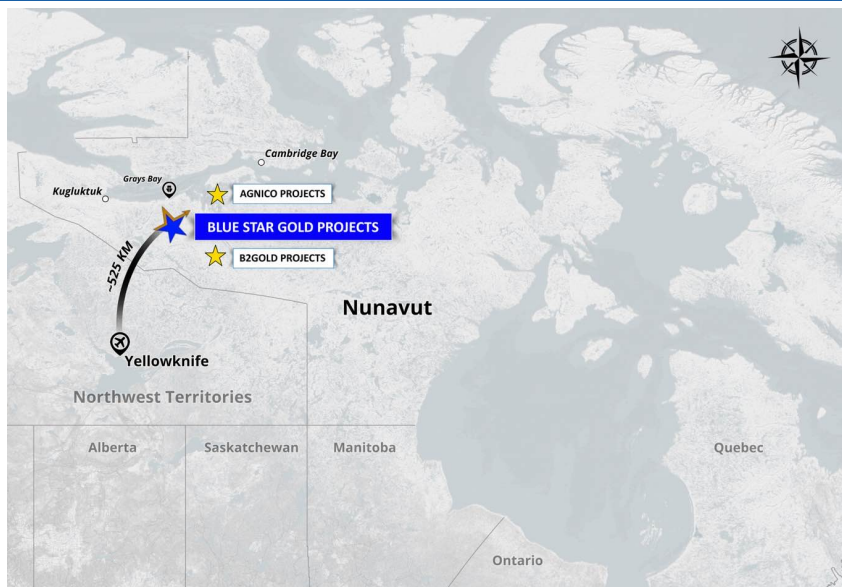 Cambridge Bay
Grays Bay
Kugluktuk
AGNICO PROJECTS
BLUE STAR GOLD PROJECTS
B2GOLD PROJECTS
~525 KM
Nunavut
Yellowknife
Northwest Territories
Alberta
Saskatchewan
Manitoba
Quebec
Ontario